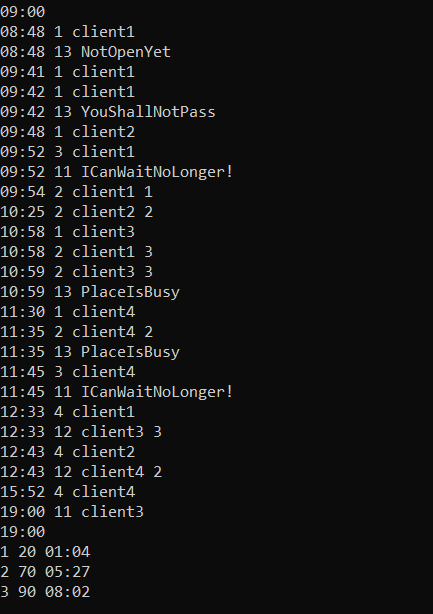 09:00
08:48 1 client1
08:48 13 NotOpenYet
09:41 1 client1
09:42 1 client1
09:42 13 YouShallNotPass
09:48 1 client2
09:52 3 client1
09:52 11 ICanWaitNoLonger!
09:54 2 client1 1
10:25 2 client2 2
10:58 1 client3
10:58 2 client1 3
10:59 2 client3 3
10:59 13 PlaceIsBusy
11:30 1 client4
11:35 2 client4 2
11:35 13 PlaceIsBusy
11:45 3 client4
11:45 11 ICanWaitNoLonger!
12:33 4 client1
12:33 12 client3 3
12:43 4 client2
12:43 12 client4 2
15:52 4 client4
19:00 11 client3
19:00
1 20 01:04
2 70 05:27
3 90 08:02